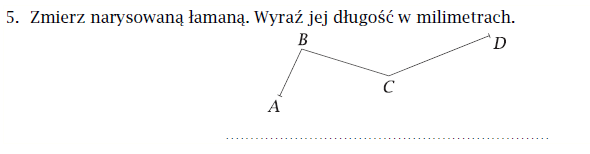 5. Zmierz narysowaną łamaną. Wyraź jej długość w milimetrach.
B
D
C
A